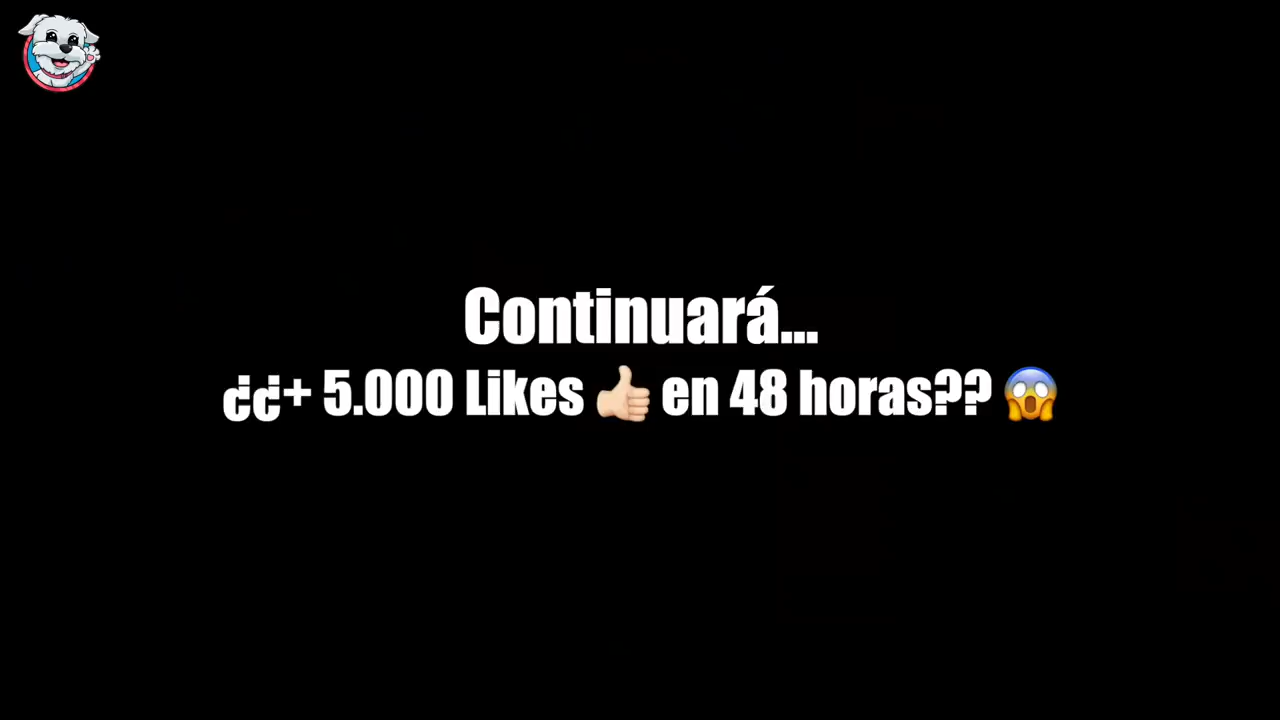 Continuará...
¿¿+ 5.000 Likes 👍🏻 en 48 horas?? 😱